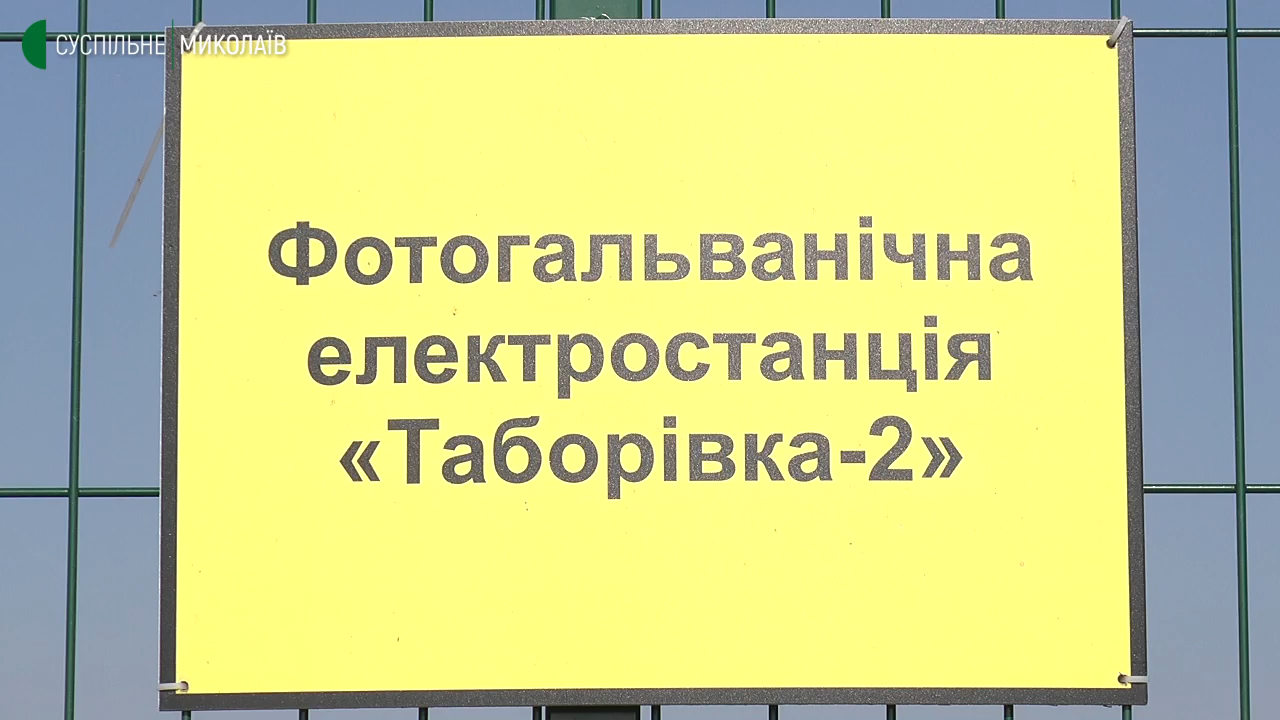 СУСПІЛЬНЕ МИКОЛАЇВ
Фотогальванічна
електростанція
«Таборівка-2»